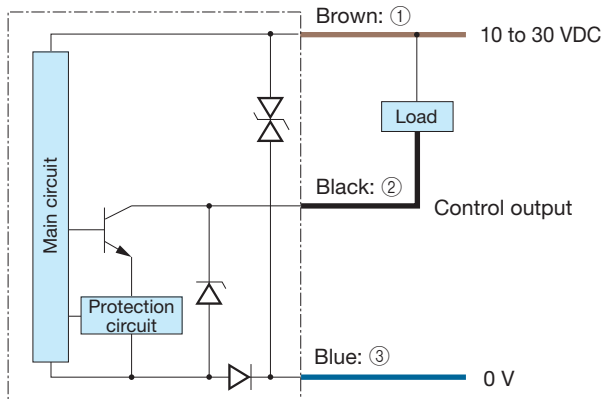 Brown: ①
10 to 30 VDC
Load
Main circuit
Black: ②
Control output
Protection
circuit
Blue: ③
0 V